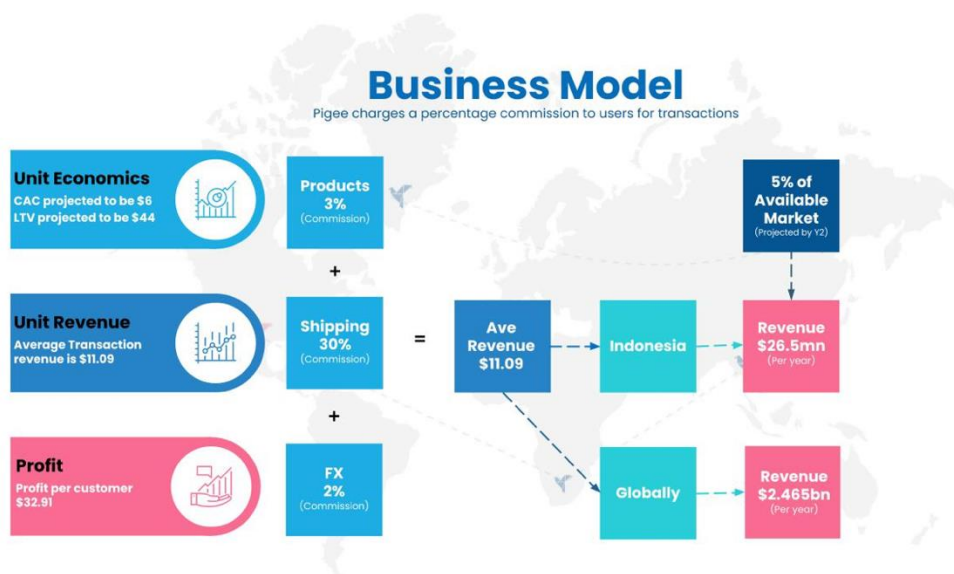 Business Model
Pigee charges a percentage commission to users for transactions
Unit Economics
CAC projected to be $6
LTV projected to be $44
Products
3%
(Commission)
5% of
Available
Market
(Projected by Y2)
+
Unit Revenue
Average Transaction
revenue is $11.09
Shipping
30%
(Commission)
=
Ave
Revenue
$11.09
Indonesia
Revenue
$26.5mn
(Per year)
+
Profit
Profit per customer
$32.91
FX
2%
(Commission)
Globally
Revenue
$2.465bn
(Per year)